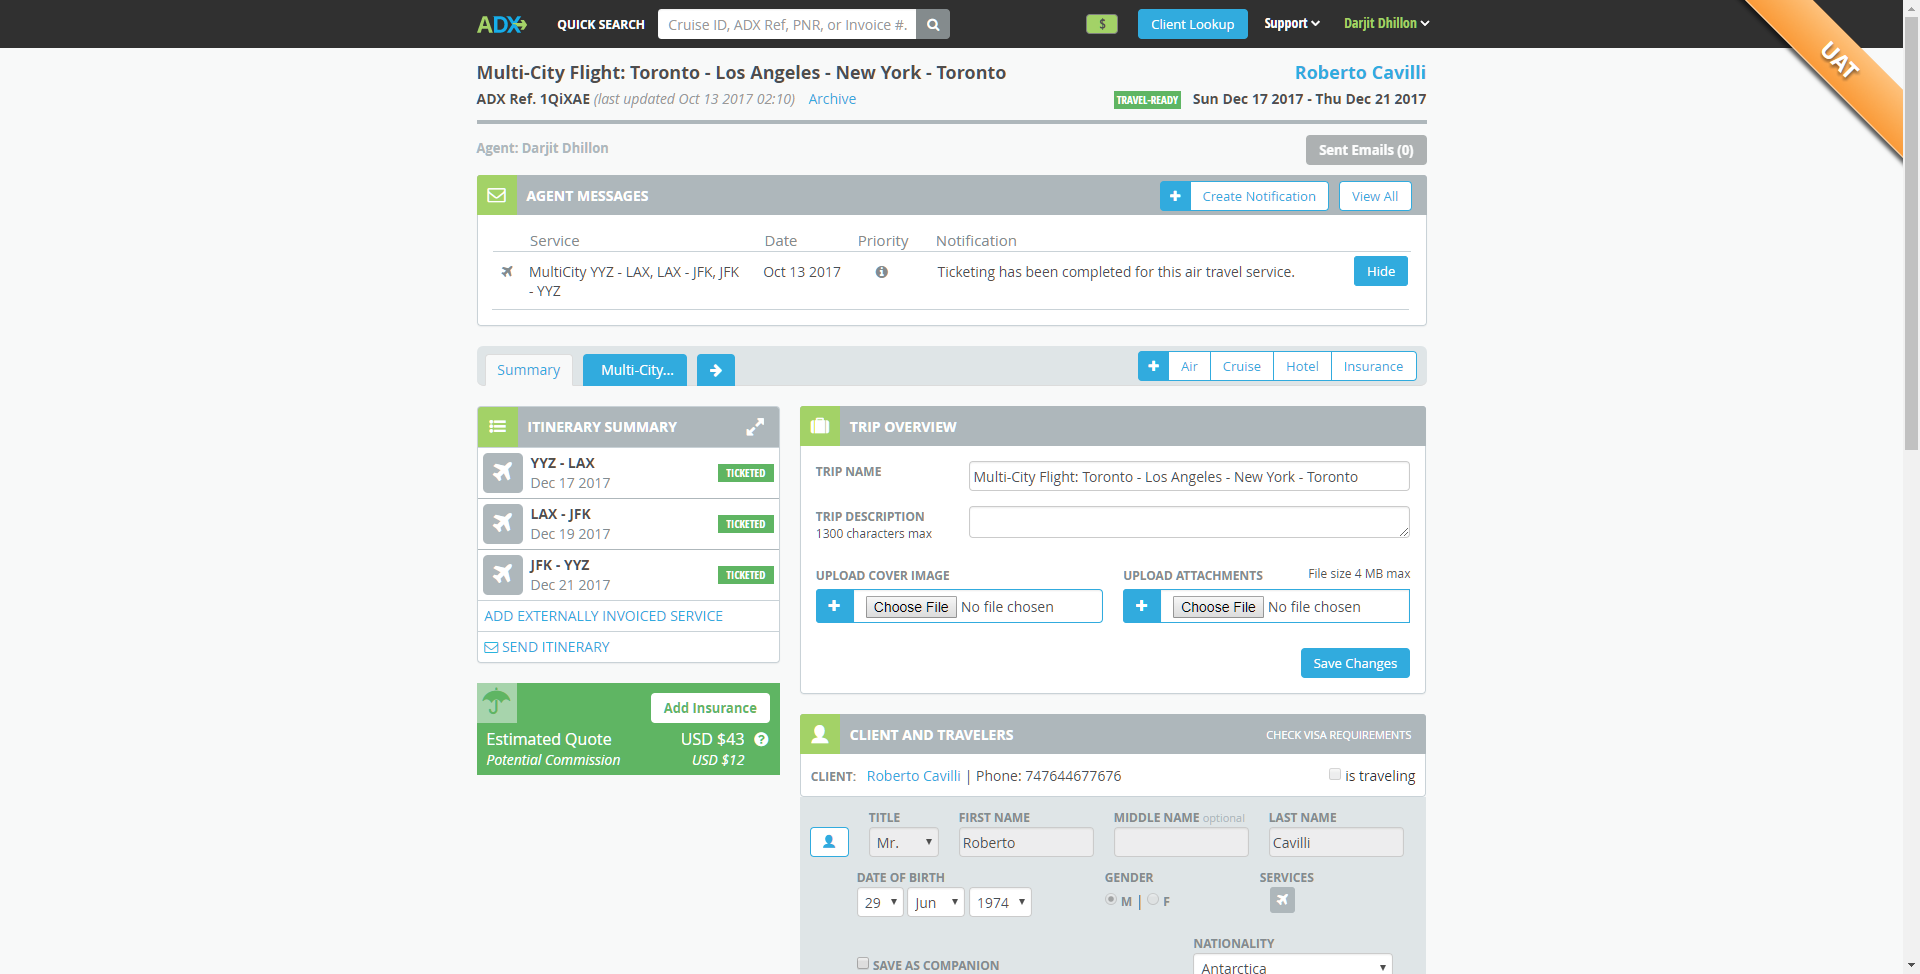 ADX QUICK SEARCH Cruise ID, ADX Ref, PNR, or Invoice #. $ Client Lookup Support Darjit Dhillon
UAT
Multi-City Flight: Toronto - Los Angeles - New York - Toronto Roberto Cavilli
ADX Ref. 1QiXAE (last updated Oct 13 2017 02:10) Archive TRAVEL-READY Sun Dec 17 2017 - Thu Dec 21 2017
Agent: Darjit Dhillon Sent Emails (0)
AGENT MESSAGES + Create Notification View All
Service Date Priority Notification
MultiCity YYZ - LAX, LAX - JFK, JFK Oct 13 2017 Ticketing has been completed for this air travel service. Hide
- YYZ
Summary Multi-City... + Air Cruise Hotel Insurance
ITINERARY SUMMARY
YYZ - LAX
Dec 17 2017
TICKETED
LAX - JFK
Dec 19 2017
TICKETED
JFK - YYZ
Dec 21 2017
TICKETED
ADD EXTERNALLY INVOICED SERVICE
SEND ITINERARY
Add Insurance
Estimated Quote USD $43 ?
Potential Commission USD $12
TRIP OVERVIEW
TRIP NAME Multi-City Flight: Toronto - Los Angeles - New York - Toronto
TRIP DESCRIPTION
1300 characters max
UPLOAD COVER IMAGE UPLOAD ATTACHMENTS File size 4 MB max
+ Choose File No file chosen + Choose File No file chosen
Save Changes
CLIENT AND TRAVELERS CHECK VISA REQUIREMENTS
CLIENT: Roberto Cavilli | Phone: 747644677676 is traveling
TITLE FIRST NAME MIDDLE NAME optional LAST NAME
Mr. Roberto Cavilli
DATE OF BIRTH GENDER SERVICES
29 Jun 1974 M | F
NATIONALITY
SAVE AS COMPANION Antarctica